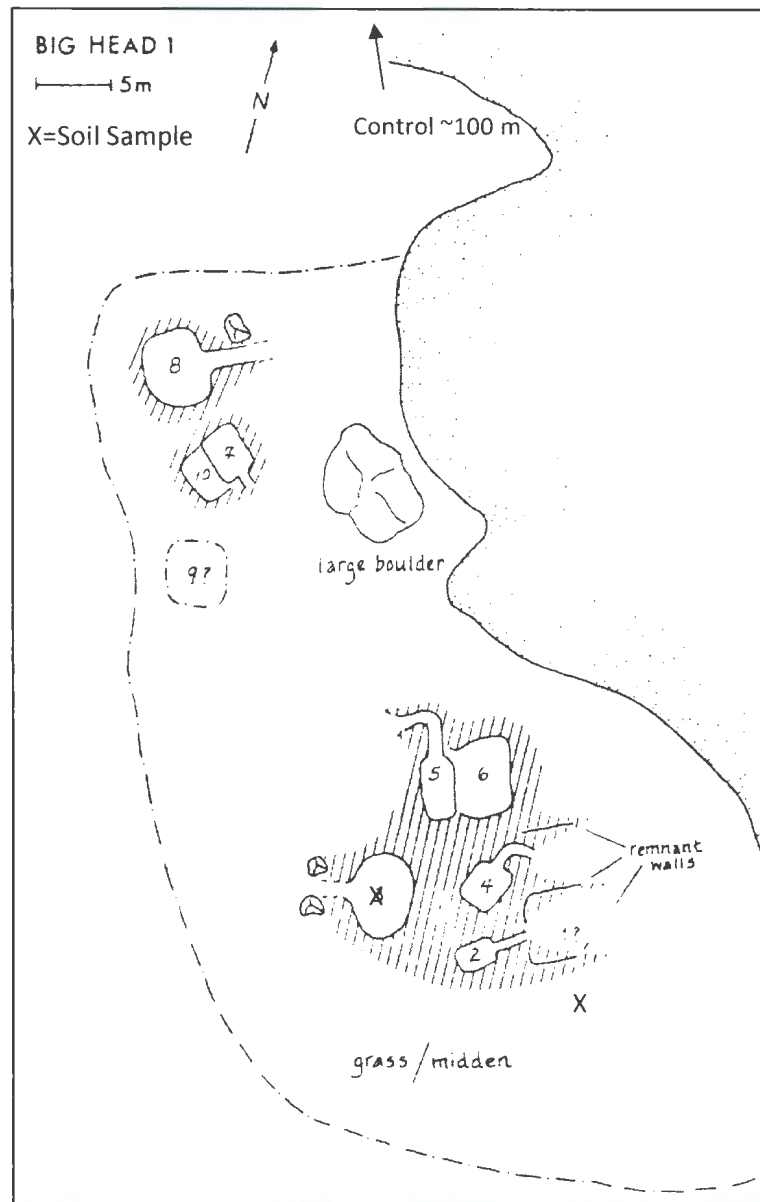 BIG HEAD 1
5m
N
X=Soil Sample
Control ~100 m
8
7
10
9?
large boulder
5
6
4
remnant
walls
X
2
1?
X
grass/midden